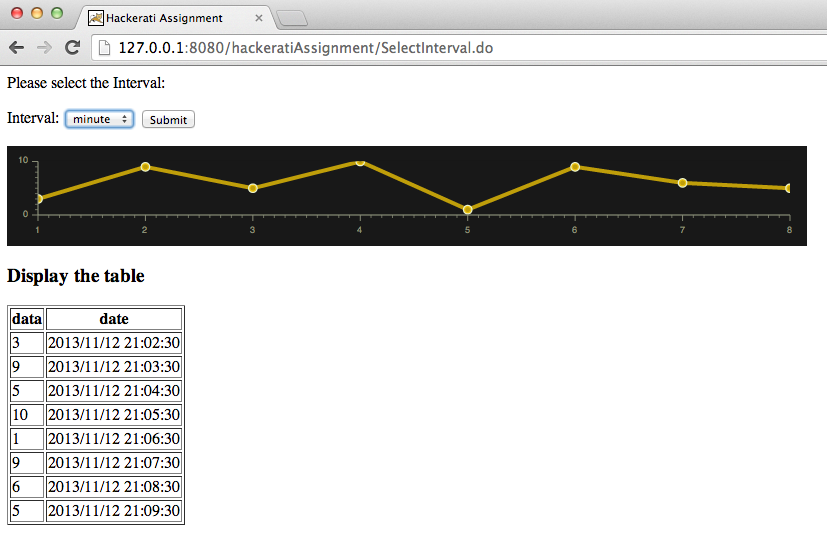 Hackerati Assignment
127.0.0.1:8080/hackeratiAssignment/SelectInterval.do
Please select the Interval:
Interval: minute Submit
10
0
1 2 3 4 5 6 7 8
Display the table
data date
3 2013/11/12 21:02:30
9 2013/11/12 21:03:30
5 2013/11/12 21:04:30
10 2013/11/12 21:05:30
1 2013/11/12 21:06:30
9 2013/11/12 21:07:30
6 2013/11/12 21:08:30
5 2013/11/12 21:09:30